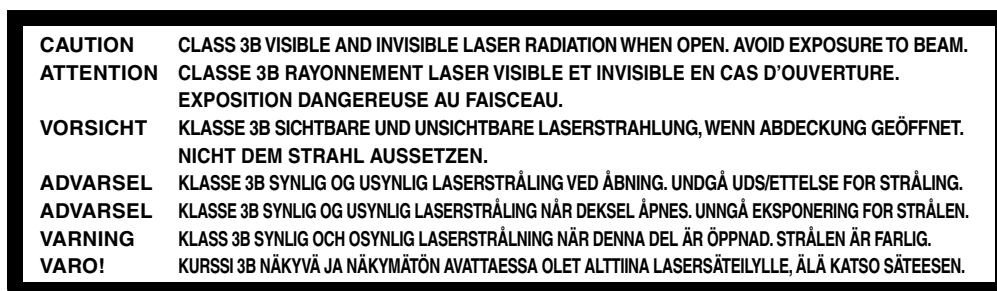 CAUTION CLASS 3B VISIBLE AND INVISIBLE LASER RADIATION WHEN OPEN. AVOID EXPOSURE TO BEAM.
ATTENTION CLASSE 3B RAYONNEMENT LASER VISIBLE ET INVISIBLE EN CAS D'OUVERTURE.
EXPOSITION DANGEREUSE AU FAISCEAU.
VORSICHT KLASSE 3B SICHTBARE UND UNSICHTBARE LASERSTRAHLUNG, WENN ABDECKUNG GEÖFFNET.
NICHT DEM STRAHL AUSSETZEN.
ADVARSEL KLASSE 3B SYNLIG OG USYNLIG LASERSTRÅLING VED ÅBNING. UNDGÅ UDS/ETTELSE FOR STRÅLING.
ADVARSEL KLASSE 3B SYNLIG OG USYNLIG LASERSTRÅLING NÅR DEKSEL ÅPNES. UNNGÅ EKSPONERING FOR STRÅLEN.
VARNING KLASS 3B SYNLIG OCH OSYNLIG LASERSTRÅLNING NÄR DENNA DEL ÄR ÖPPNAD. STRÅLEN ÄR FARLIG.
VARO! KURSSI 3B NÄKYVÄ JA NÄKYMÄTÖN AVATTAESSA OLET ALTTIINA LASERSÄTEILYLLE, ÄLÄ KATSO SÄTEESEN.